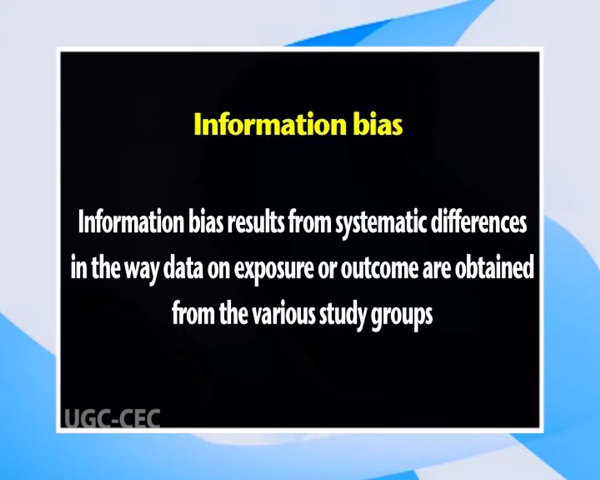 Information bias
Information bias results from systematic differences
in the way data on exposure or outcome are obtained
from the various study groups
UGC-CEC